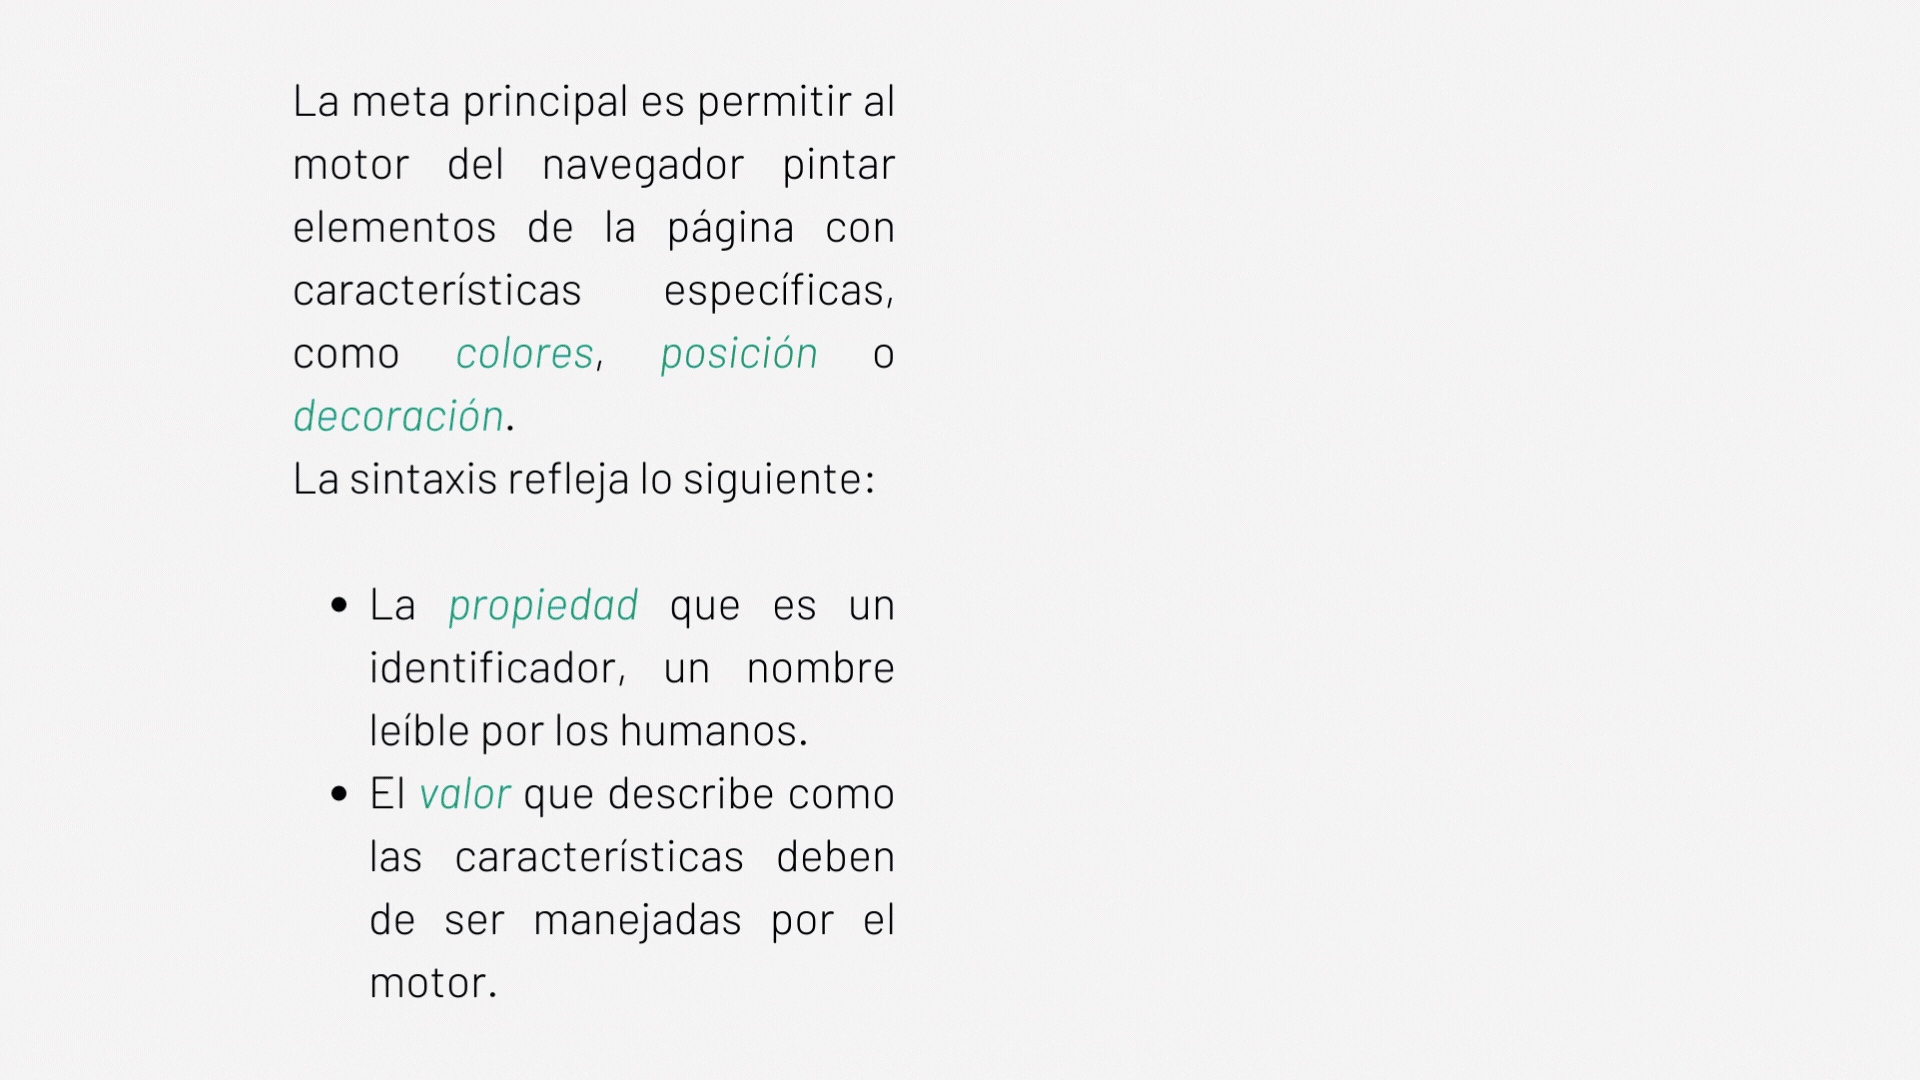 La meta principal es permitir al
motor del navegador pintar
elementos de la página con
características específicas,
como colores, posición o
decoración.
La sintaxis refleja lo siguiente:
• La propiedad que es un
identificador, un nombre
leíble por los humanos.
• El valor que describe como
las características deben
de ser manejadas por el
motor.